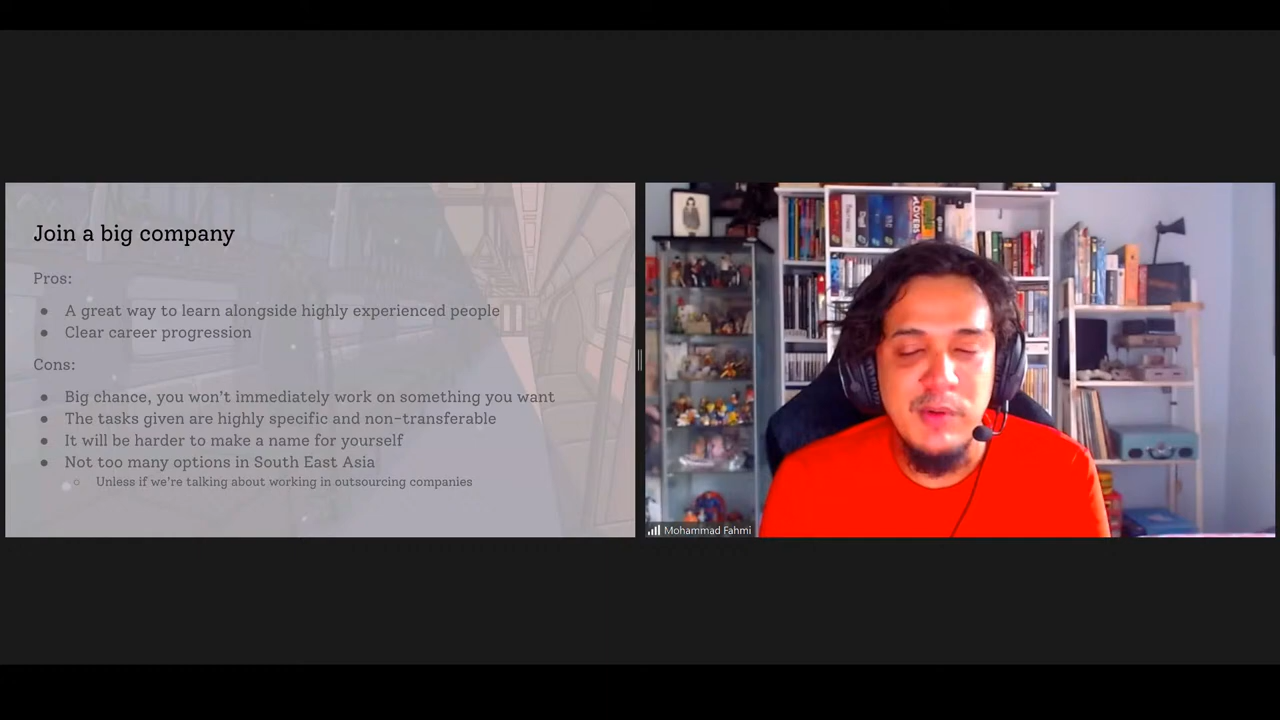 Join a big company
Pros:
● A great way to learn alongside highly experienced people
● Clear career progression
Cons:
● Big chance, you won't immediately work on something you want
● The tasks given are highly specific and non-transferable
● It will be harder to make a name for yourself
● Not too many options in South East Asia
○ Unless if we're talking about working in outsourcing companies
Mohammad Fahmi